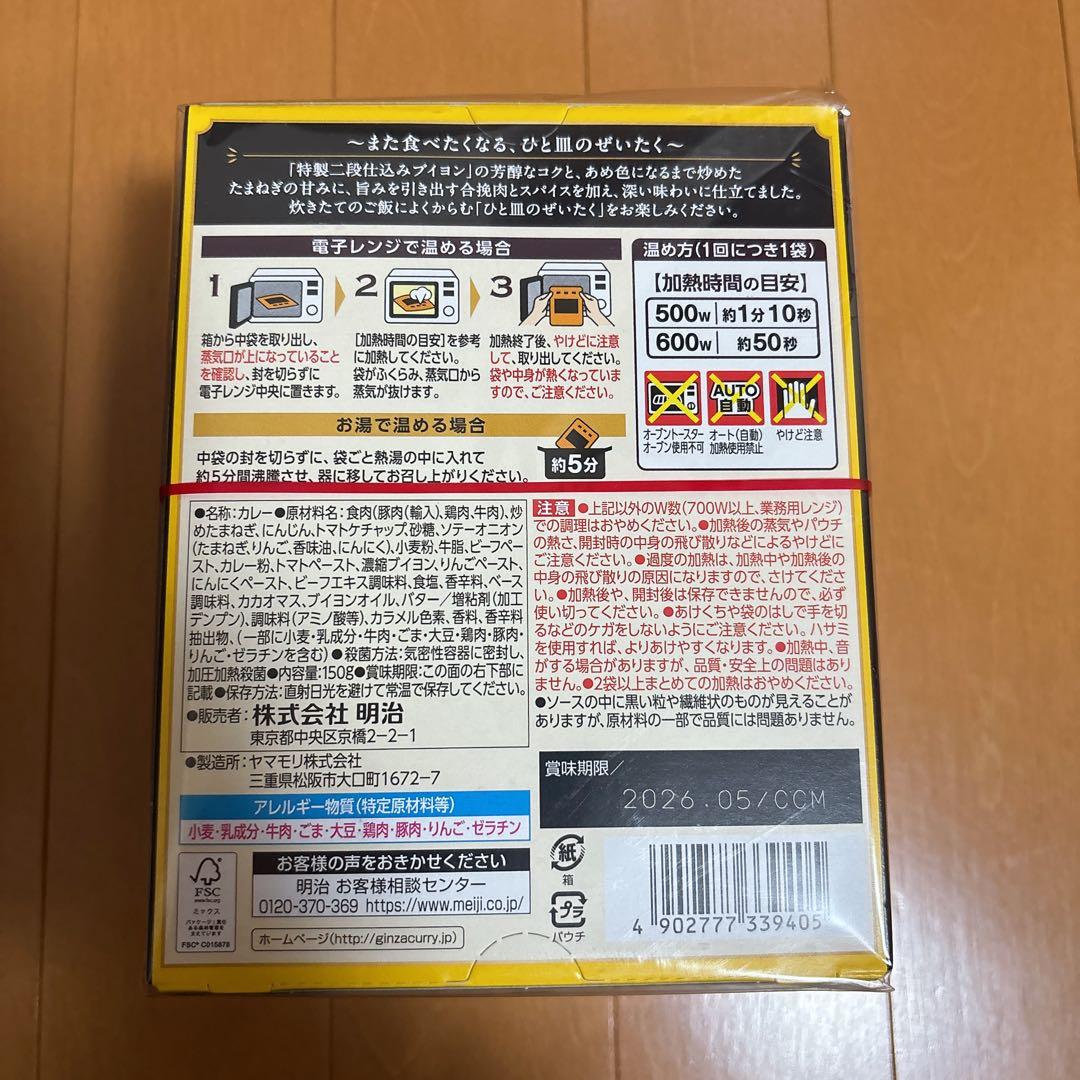 ～また食べたくなる、ひと皿のぜいたく～
「特製二段仕込みブイヨン」の芳醇なコクと、あめ色になるまで炒めた
たまねぎの甘みに、旨みを引き出す合挽肉とスパイスを加え、深い味わいに仕立てました。
炊きたてのご飯によくからむ「ひと皿のぜいたく」をお楽しみください。
電子レンジで温める場合
1
2
3
箱から中袋を取り出し、
蒸気口が上になっていること
を確認し、封を切らずに
電子レンジ中央に置きます。
[加熱時間の目安]を参考
に加熱してください。
袋がふくらみ、蒸気口から
蒸気が抜けます。
加熱終了後、やけどに注意
して、取り出してください。
袋や中身が熱くなっていま
すので、ご注意ください。
温め方(1回につき1袋)
【加熱時間の目安】
500W 約1分10秒
600W 約50秒
AUTO
自動
オーブントースター
オーブン使用不可
オート(自動)
加熱使用禁止
やけど注意
お湯で温める場合
中袋の封を切らずに、袋ごと熱湯の中に入れて
約5分間沸騰させ、器に移してお召し上がりください。
約5分
●名称:カレー●原材料名:食肉(豚肉(輸入)、鶏肉、牛肉)、炒
めたまねぎ、にんじん、トマトケチャップ、砂糖、ソテーオニオン
(たまねぎ、りんご、香味油、にんにく)、小麦粉、牛脂、ビーフペー
スト、カレー粉、トマトペースト、濃縮ブイヨン、りんごペースト、
にんにくペースト、ビーフエキス調味料、食塩、香辛料、ベース
調味料、カカオマス、ブイヨンオイル、バター/増粘剤(加工
デンプン)、調味料(アミノ酸等)、カラメル色素、香料、香辛料
抽出物、(一部に小麦・乳成分・牛肉・ごま・大豆・鶏肉・豚肉・
りんご・ゼラチンを含む)●殺菌方法:気密性容器に密封し、
加圧加熱殺菌●内容量:150g●賞味期限:この面の右下部に
記載●保存方法:直射日光を避けて常温で保存してください。
●販売者:株式会社 明治
東京都中央区京橋2-2-1
●製造所:ヤマモリ株式会社
三重県松阪市大口町1672-7
注意 ●上記以外のW数(700W以上、業務用レンジ)
での調理はおやめください。●加熱後の蒸気やパウチ
の熱さ、開封時の中身の飛び散りなどによるやけどに
ご注意ください。●過度の加熱は、加熱中や加熱後の
中身の飛び散りの原因になりますので、さけてくださ
い。●加熱後や、開封後は保存できませんので、必ず
使い切ってください。●あけくちや袋のはしで手を切
るなどのケガをしないようにご注意ください。ハサミ
を使用すれば、よりあけやすくなります。●加熱中、音
がする場合がありますが、品質・安全上の問題はあり
ません。●2袋以上まとめての加熱はおやめください。
●ソースの中に黒い粒や繊維状のものが見えることが
ありますが、原材料の一部で品質には問題ありません。
アレルギー物質(特定原材料等)
小麦・乳成分・牛肉・ごま・大豆・鶏肉・豚肉・りんご・ゼラチン
賞味期限/
2026.05/CCM
FSC
www.fsc.org
ミックス
パッケージ|責任
ある森林管理を
支えています
FSC® C015878
お客様の声をおきかせください
明治 お客様相談センター
0120-370-369 https://www.meiji.co.jp/
ホームページ(http://ginzacurry.jp)
紙
箱
プラ
パウチ
4 902777 339405